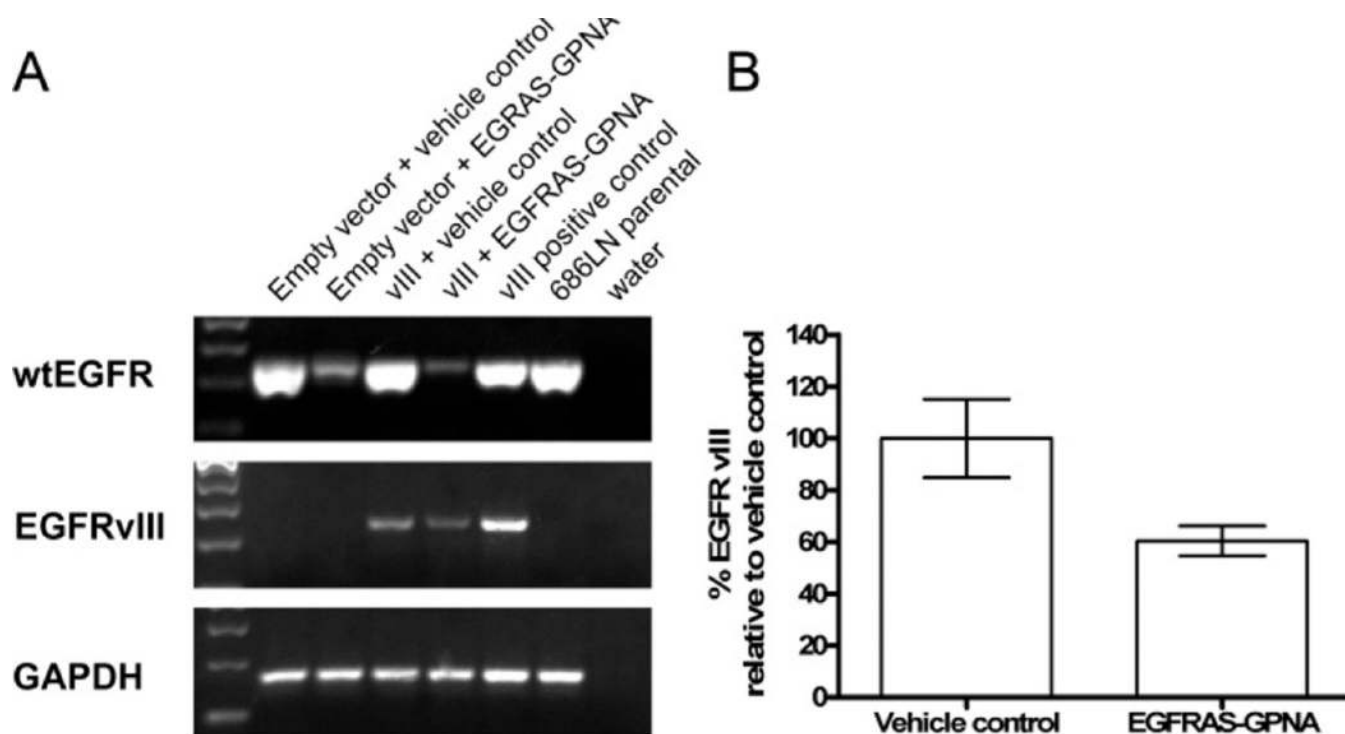 A
Empty vector + vehicle control
Empty vector + EGRAS-GPNA
vIII + vehicle control
vIII + EGFRAS-GPNA
vIII positive control
686LN parental
water
wtEGFR
EGFRvIII
GAPDH
B
% EGFR vIII
relative to vehicle control
140
120
100
80
60
40
20
0
Vehicle control
EGFRAS-GPNA